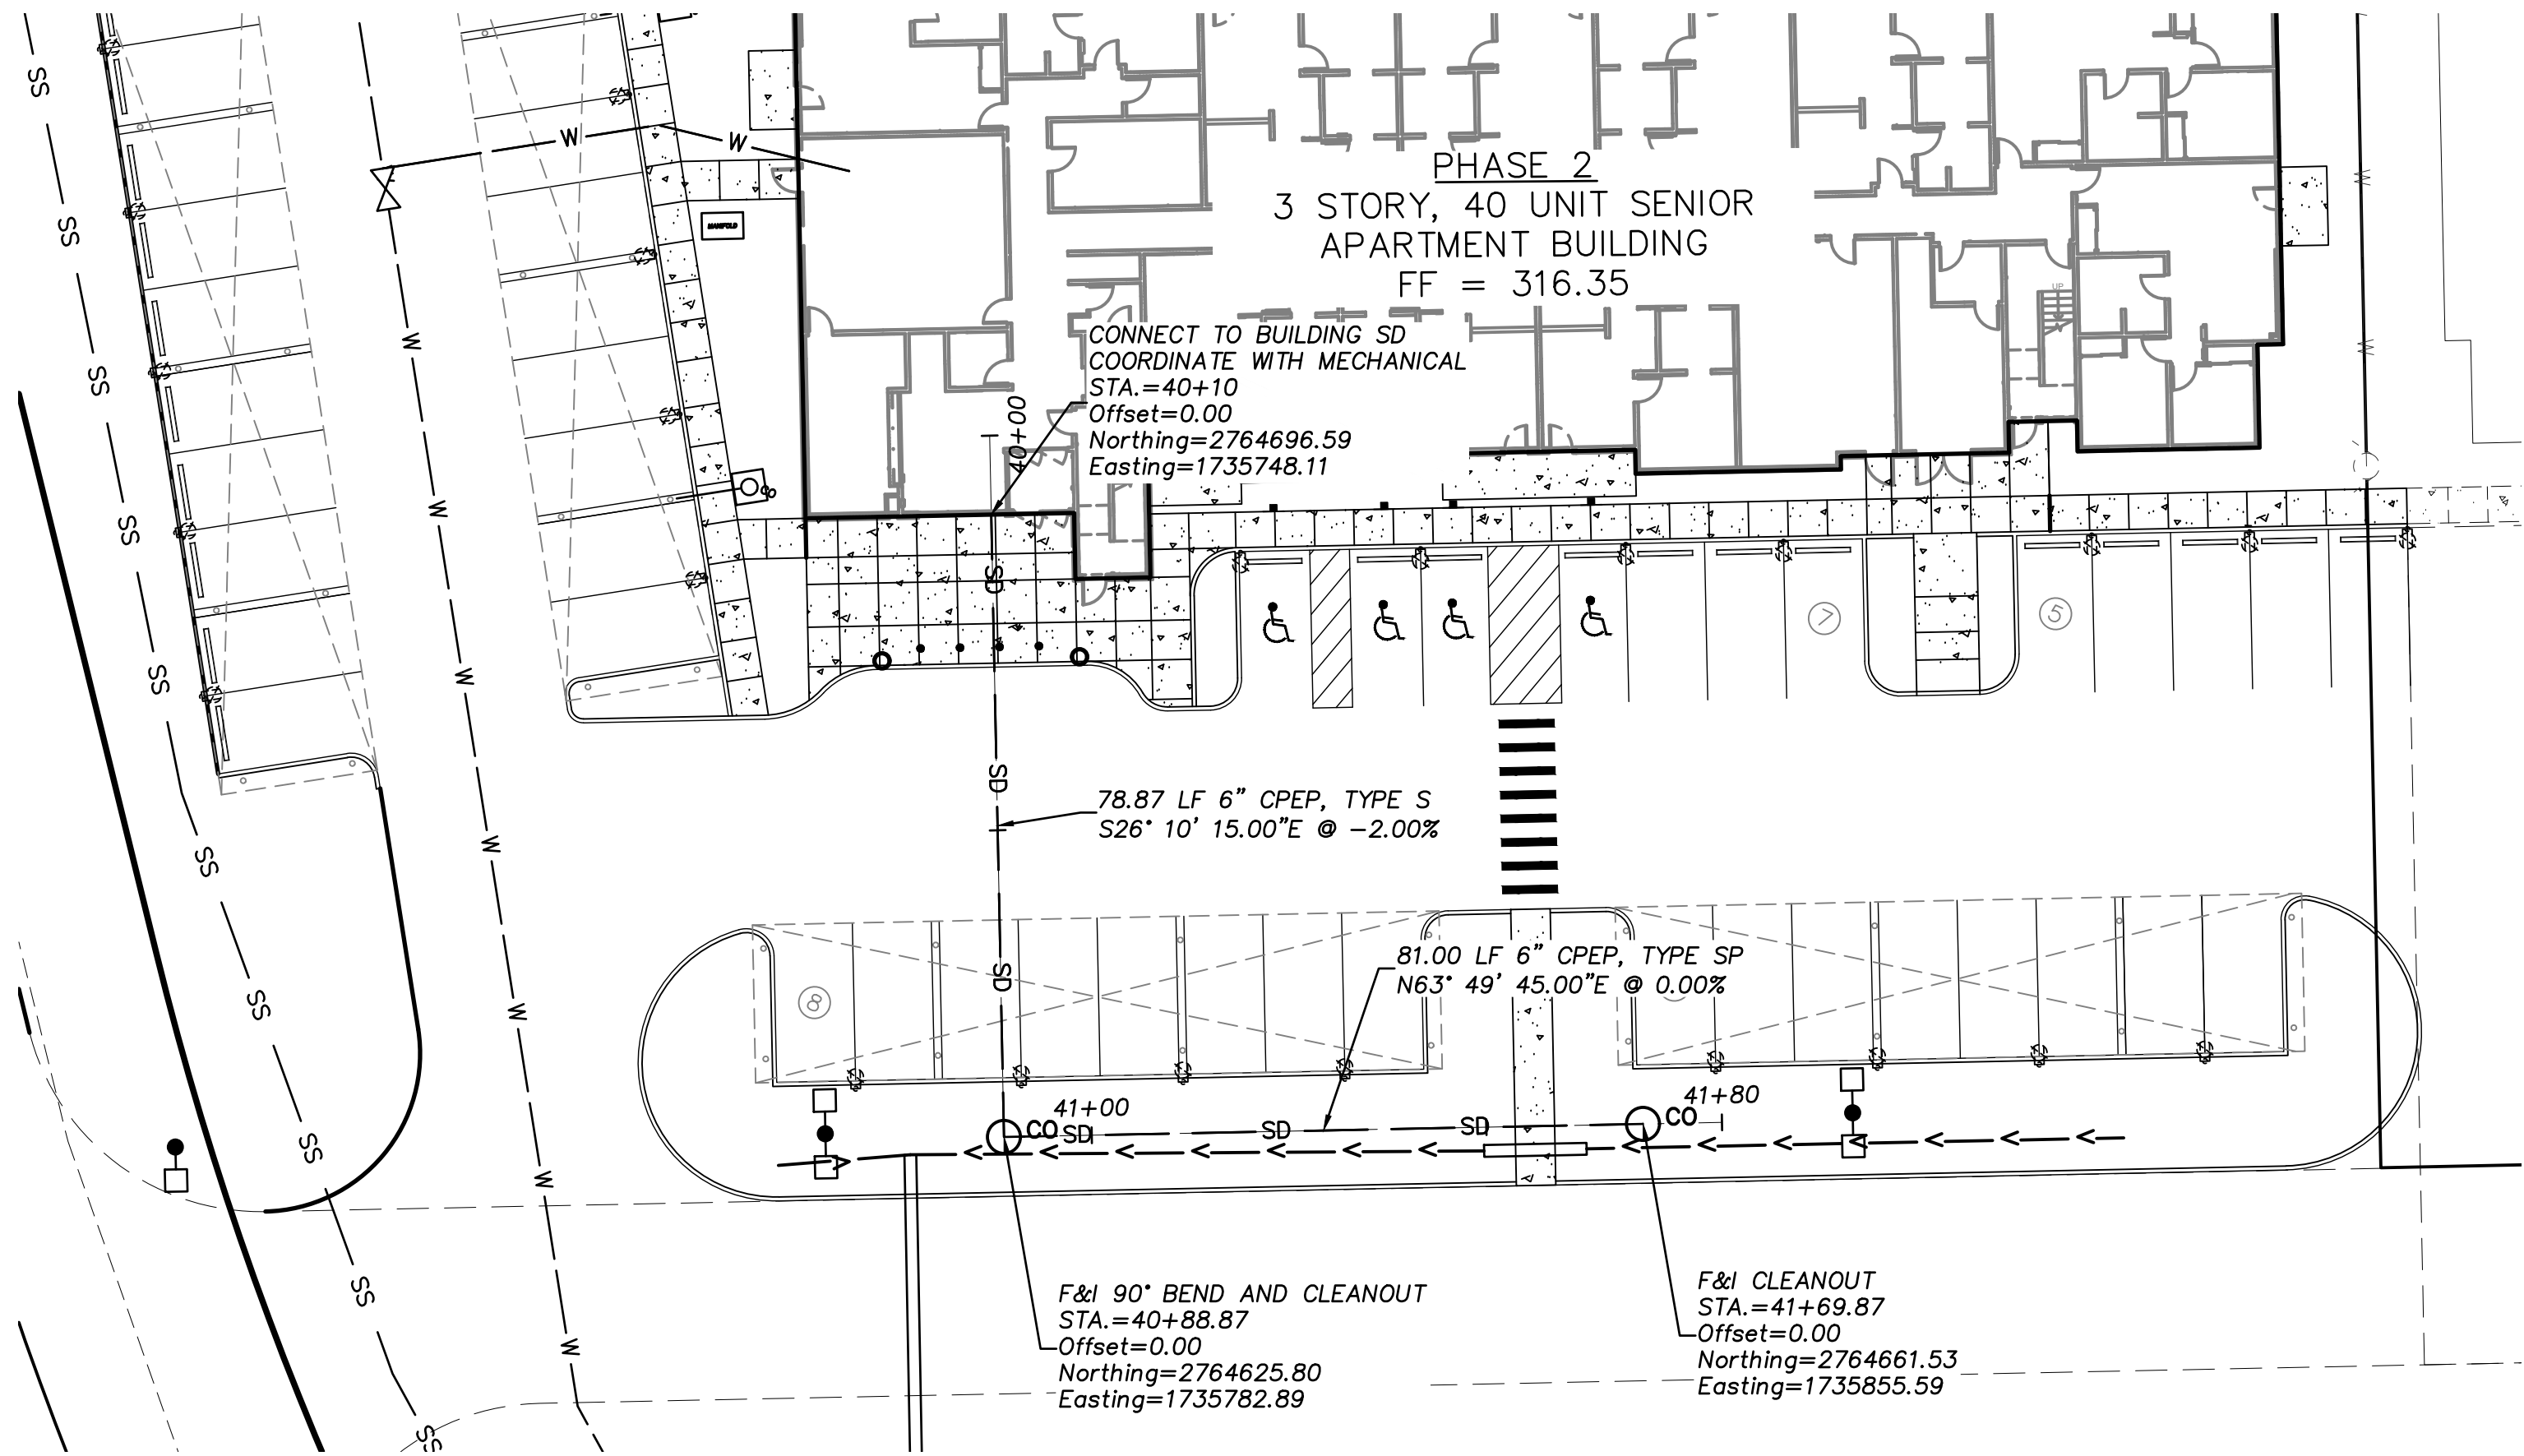 PHASE 2
3 STORY, 40 UNIT SENIOR
APARTMENT BUILDING
FF = 316.35
W
W
MANIFOLD
UP
CONNECT TO BUILDING SD
COORDINATE WITH MECHANICAL
STA.=40+10
Offset=0.00
Northing=2764696.59
Easting=1735748.11
40+00
SS
SS
SS
SS
SS
SS
SS
SS
SS
SS
SS
W
W
W
W
W
W
W
W
SD
SD
SD
7
5
78.87 LF 6" CPEP, TYPE S
S26° 10' 15.00"E @ -2.00%
81.00 LF 6" CPEP, TYPE SP
N63° 49' 45.00"E @ 0.00%
8
41+00
CO
SD
SD
SD
CO
41+80
F&I 90° BEND AND CLEANOUT
STA.=40+88.87
Offset=0.00
Northing=2764625.80
Easting=1735782.89
F&I CLEANOUT
STA.=41+69.87
Offset=0.00
Northing=2764661.53
Easting=1735855.59